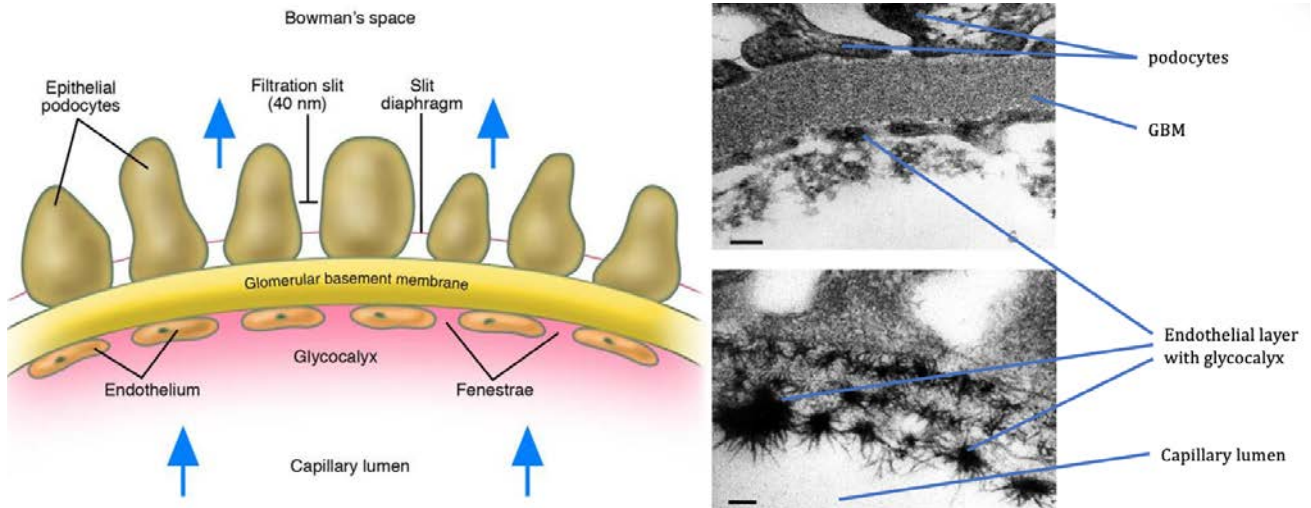 Bowman's space
Epithelial
podocytes
Filtration slit
(40 nm)
Slit
diaphragm
Glomerular basement membrane
Glycocalyx
Endothelium
Fenestrae
Capillary lumen
podocytes
GBM
Endothelial layer
with glycocalyx
Capillary lumen